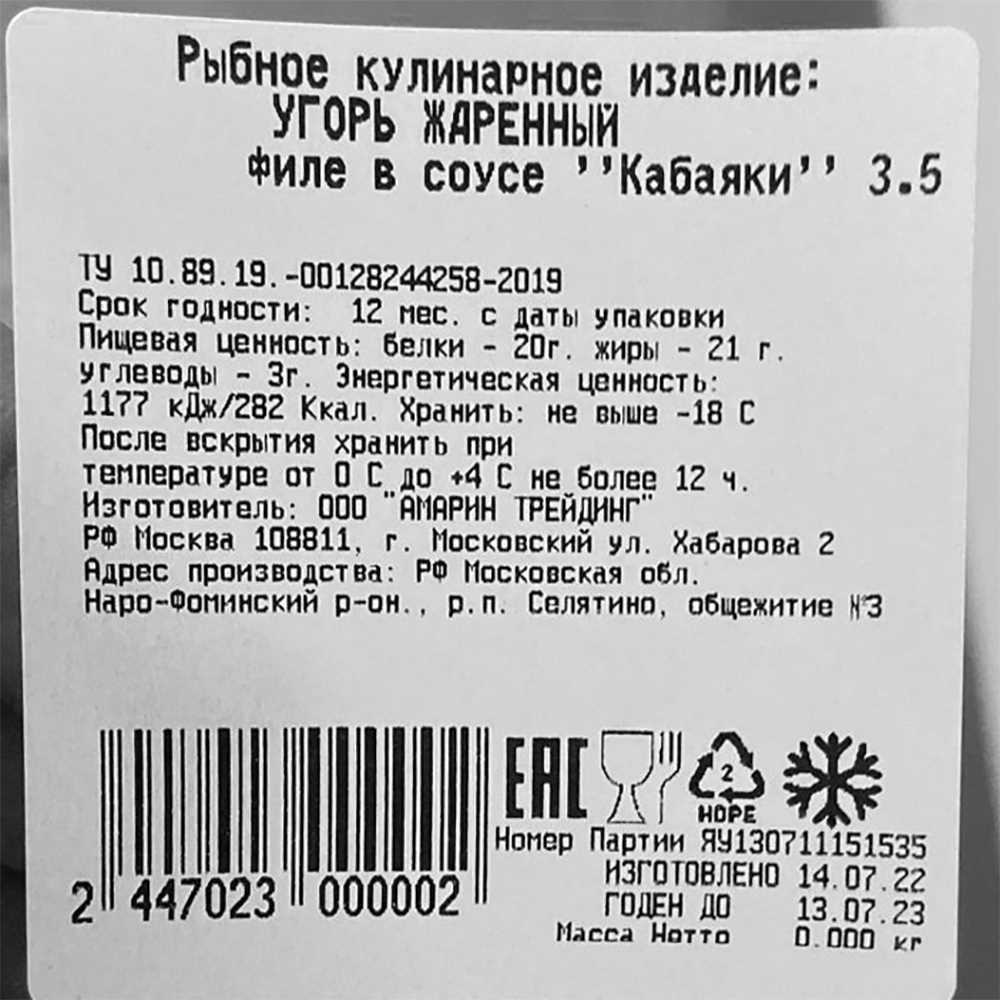 Рыбное кулинарное изделие:
УГОРЬ ЖАРЕННЫЙ
Филе в соусе ''Кабаяки'' 3.5
ТУ 10.89.19.-00128244258-2019
Срок годности: 12 мес. с даты упаковки
Пищевая ценность: белки - 20г. жиры - 21 г.
углеводы - 3г. Энергетическая ценность:
1177 кДж/282 Ккал. Хранить: не выше -18 С
После вскрытия хранить при
температуре от 0 С до +4 С не более 12 ч.
Изготовитель: ООО "АМАРИН ТРЕЙДИНГ"
РФ Москва 108811, г. Московский ул. Хабарова 2
Адрес производства: РФ Московская обл.
Наро-Фоминский р-он., р.п. Селятино, общежитие №3
EAC
2
HDPE
Номер Партии ЯУ130711151535
ИЗГОТОВЛЕНО 14.07.22
ГОДЕН ДО 13.07.23
Масса Нотто 0.000 кг
2 447023 000002